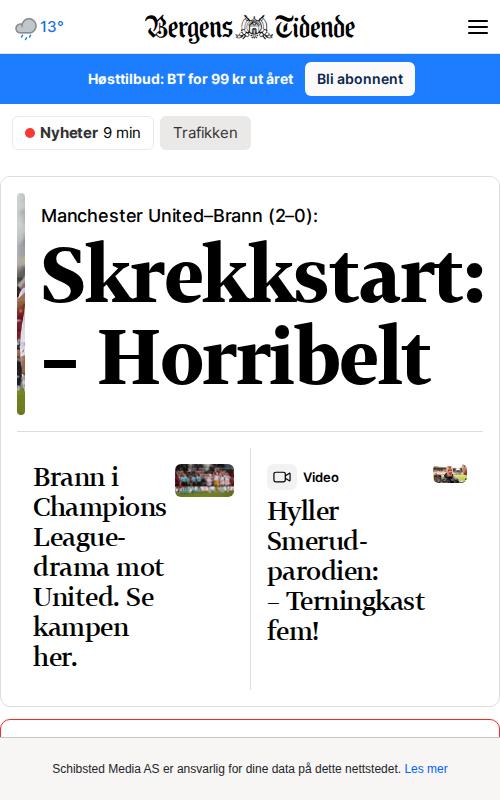 13°
Bergens Tidende
Høsttilbud: BT for 99 kr ut året
Bli abonnent
Nyheter 9 min
Trafikken
Manchester United–Brann (2–0):
Skrekkstart:
– Horribelt
Brann i
Champions
League-
drama mot
United. Se
kampen
her.
Video
Hyller
Smerud-
parodien:
– Terningkast
fem!
Schibsted Media AS er ansvarlig for dine data på dette nettstedet. Les mer